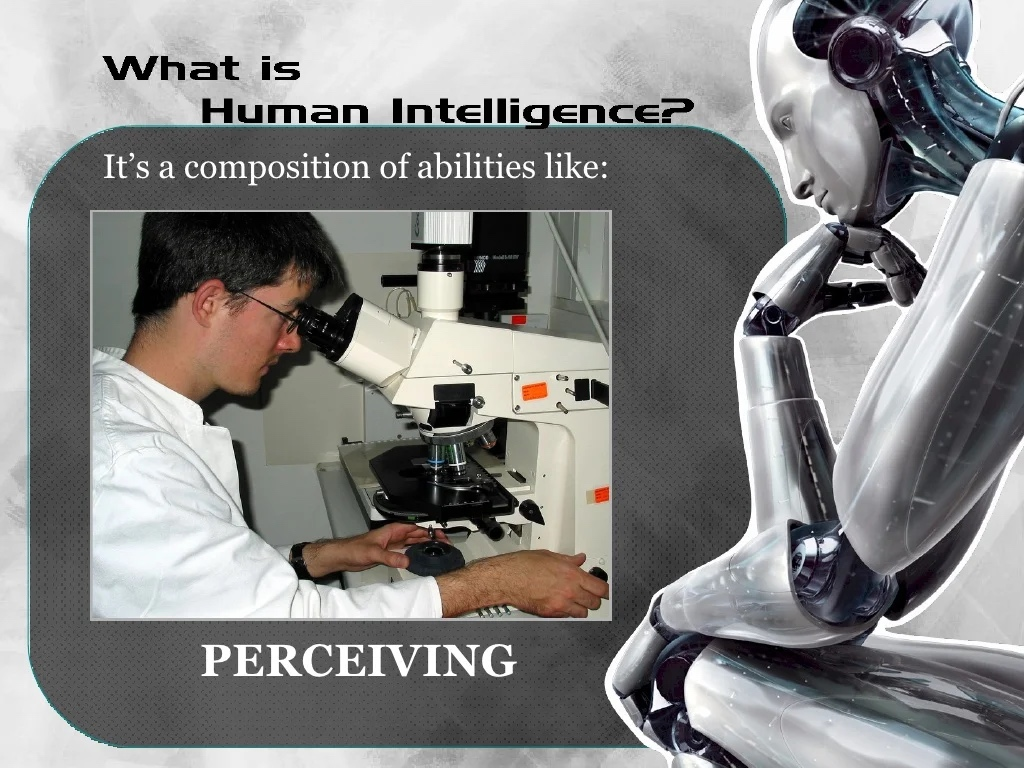 What is
Human Intelligence?
It’s a composition of abilities like:
PERCEIVING